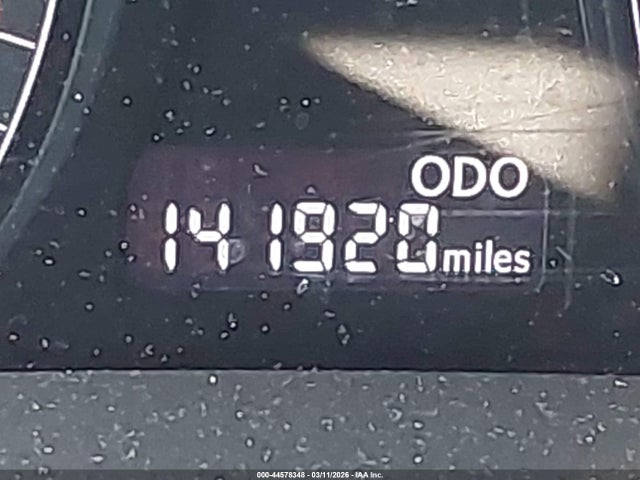 ODO
141920 miles
000-44578348 - 03/11/2026 - IAA Inc.